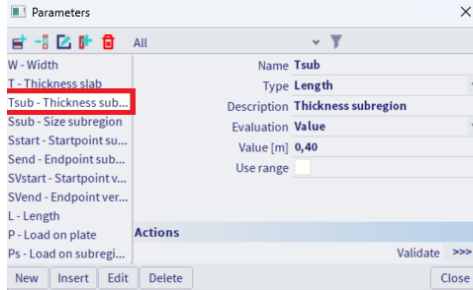 Parameters
All
W - Width
T - Thickness slab
Tsub - Thickness sub...
Ssub - Size subregion
Sstart - Startpoint su...
Send - Endpoint sub...
SVstart - Startpoint v...
SVend - Endpoint ver...
L - Length
P - Load on plate
Ps - Load on subregi...
Name Tsub
Type Length
Description Thickness subregion
Evaluation Value
Value [m] 0,40
Use range
Actions
Validate >>>
New Insert Edit Delete Close